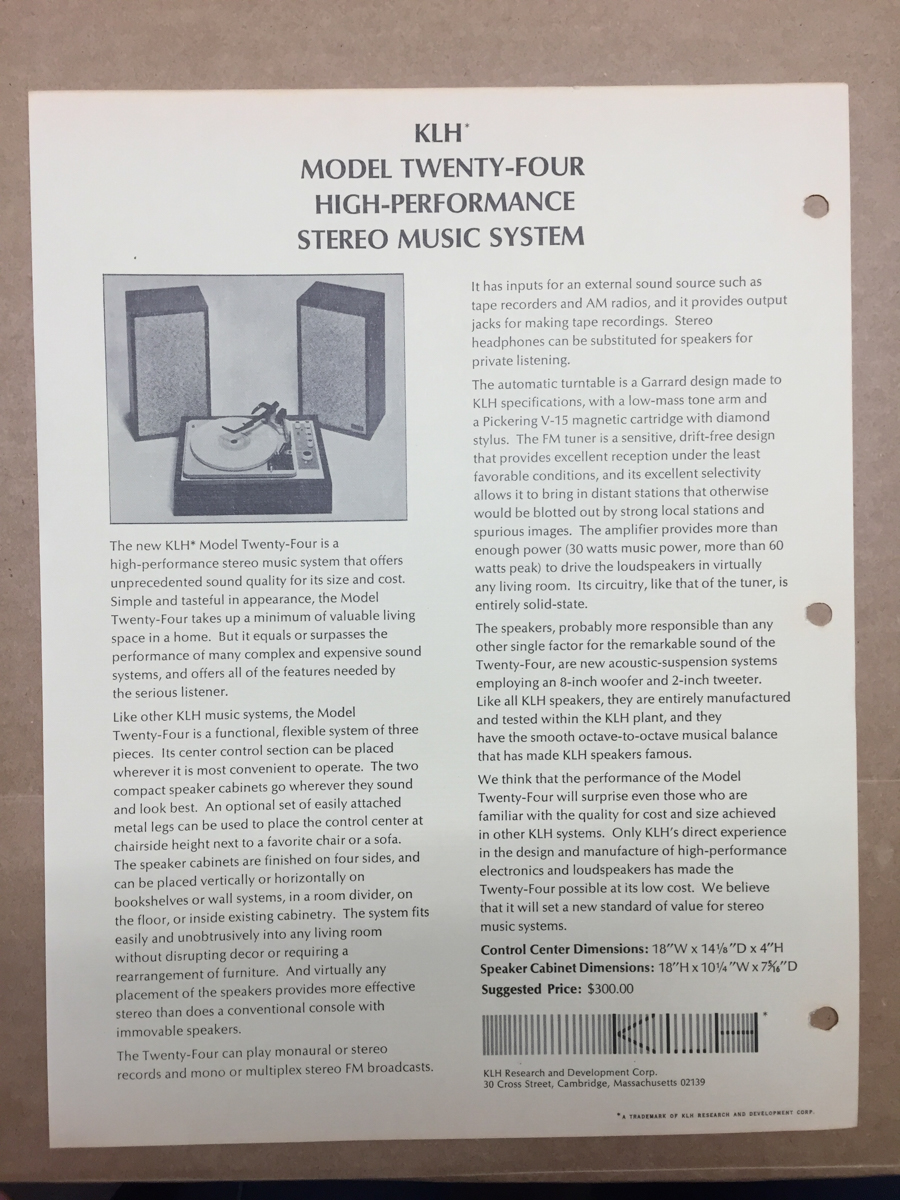 KLH*
MODEL TWENTY-FOUR
HIGH-PERFORMANCE
STEREO MUSIC SYSTEM
The new KLH* Model Twenty-Four is a
high-performance stereo music system that offers
unprecedented sound quality for its size and cost.
Simple and tasteful in appearance, the Model
Twenty-Four takes up a minimum of valuable living
space in a home. But it equals or surpasses the
performance of many complex and expensive sound
systems, and offers all of the features needed by
the serious listener.
Like other KLH music systems, the Model
Twenty-Four is a functional, flexible system of three
pieces. Its center control section can be placed
wherever it is most convenient to operate. The two
compact speaker cabinets go wherever they sound
and look best. An optional set of easily attached
metal legs can be used to place the control center at
chairside height next to a favorite chair or a sofa.
The speaker cabinets are finished on four sides, and
can be placed vertically or horizontally on
bookshelves or wall systems, in a room divider, on
the floor, or inside existing cabinetry. The system fits
easily and unobtrusively into any living room
without disrupting decor or requiring a
rearrangement of furniture. And virtually any
placement of the speakers provides more effective
stereo than does a conventional console with
immovable speakers.
The Twenty-Four can play monaural or stereo
records and mono or multiplex stereo FM broadcasts.
It has inputs for an external sound source such as
tape recorders and AM radios, and it provides output
jacks for making tape recordings. Stereo
headphones can be substituted for speakers for
private listening.
The automatic turntable is a Garrard design made to
KLH specifications, with a low-mass tone arm and
a Pickering V-15 magnetic cartridge with diamond
stylus. The FM tuner is a sensitive, drift-free design
that provides excellent reception under the least
favorable conditions, and its excellent selectivity
allows it to bring in distant stations that otherwise
would be blotted out by strong local stations and
spurious images. The amplifier provides more than
enough power (30 watts music power, more than 60
watts peak) to drive the loudspeakers in virtually
any living room. Its circuitry, like that of the tuner, is
entirely solid-state.
The speakers, probably more responsible than any
other single factor for the remarkable sound of the
Twenty-Four, are new acoustic-suspension systems
employing an 8-inch woofer and 2-inch tweeter.
Like all KLH speakers, they are entirely manufactured
and tested within the KLH plant, and they
have the smooth octave-to-octave musical balance
that has made KLH speakers famous.
We think that the performance of the Model
Twenty-Four will surprise even those who are
familiar with the quality for cost and size achieved
in other KLH systems. Only KLH's direct experience
in the design and manufacture of high-performance
electronics and loudspeakers has made the
Twenty-Four possible at its low cost. We believe
that it will set a new standard of value for stereo
music systems.
Control Center Dimensions: 18"W x 14⅛"D x 4"H
Speaker Cabinet Dimensions: 18"H x 10¼"W x 7 5/16"D
Suggested Price: $300.00
KLH*
KLH Research and Development Corp.
30 Cross Street, Cambridge, Massachusetts 02139
*A TRADEMARK OF KLH RESEARCH AND DEVELOPMENT CORP.